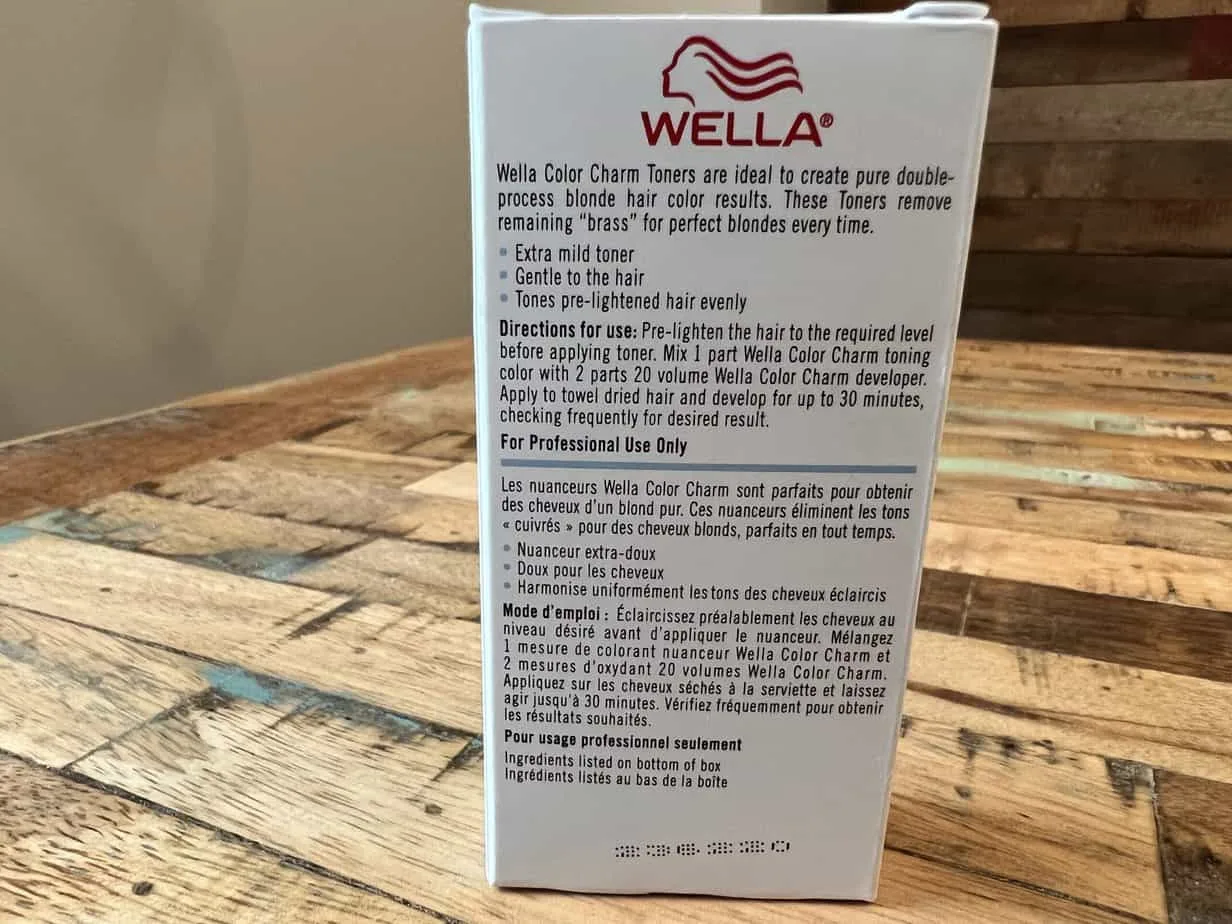 WELLA®
Wella Color Charm Toners are ideal to create pure double-
process blonde hair color results. These Toners remove
remaining “brass” for perfect blondes every time.
• Extra mild toner
• Gentle to the hair
• Tones pre-lightened hair evenly
Directions for use: Pre-lighten the hair to the required level
before applying toner. Mix 1 part Wella Color Charm toning
color with 2 parts 20 volume Wella Color Charm developer.
Apply to towel dried hair and develop for up to 30 minutes,
checking frequently for desired result.
For Professional Use Only
Les nuanceurs Wella Color Charm sont parfaits pour obtenir
des cheveux d'un blond pur. Ces nuanceurs éliminent les tons
« cuivrés » pour des cheveux blonds, parfaits en tout temps.
• Nuanceur extra-doux
• Doux pour les cheveux
• Harmonise uniformément les tons des cheveux éclaircis
Mode d'emploi : Éclaircissez préalablement les cheveux au
niveau désiré avant d'appliquer le nuanceur. Mélangez
1 mesure de colorant nuanceur Wella Color Charm et
2 mesures d'oxydant 20 volumes Wella Color Charm.
Appliquez sur les cheveux séchés à la serviette et laissez
agir jusqu'à 30 minutes. Vérifiez fréquemment pour obtenir
les résultats souhaités.
Pour usage professionnel seulement
Ingredients listed on bottom of box
Ingrédients listés au bas de la boîte